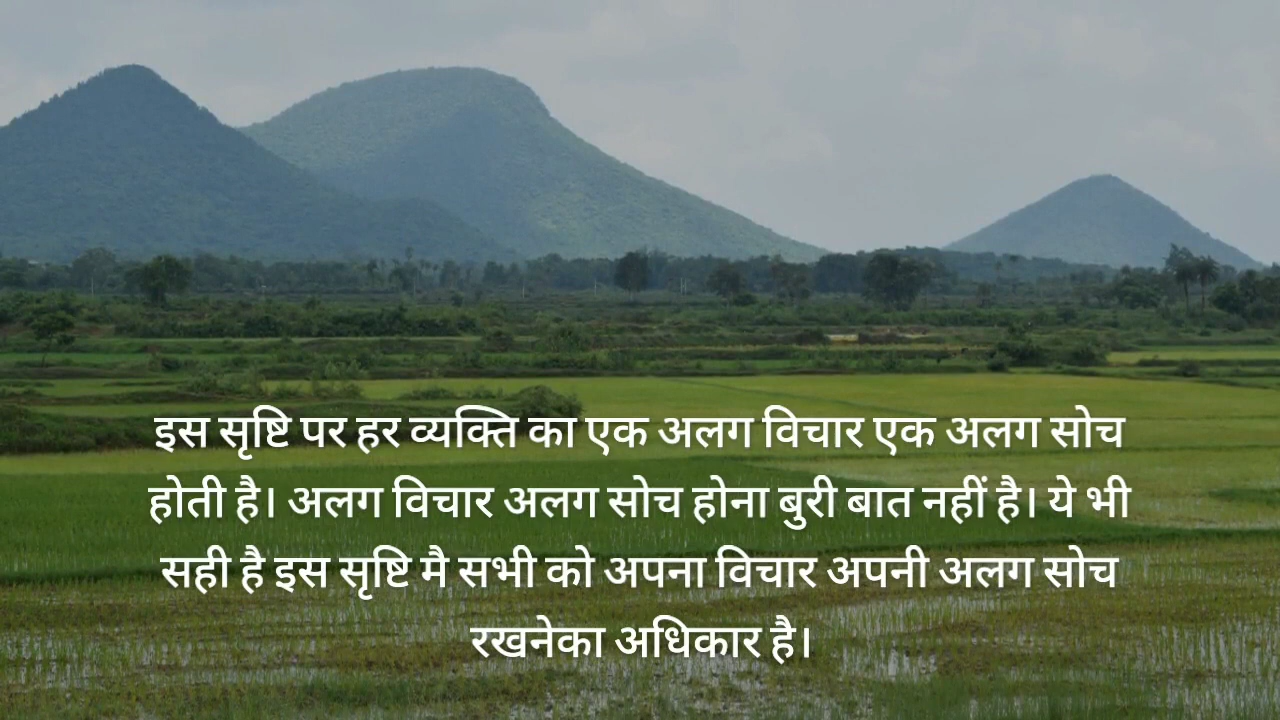 इस सृष्टि पर हर व्यक्ति का एक अलग विचार एक अलग सोच
होती है। अलग विचार अलग सोच होना बुरी बात नहीं है। ये भी
सही है इस सृष्टि मै सभी को अपना विचार अपनी अलग सोच
रखनेका अधिकार है।